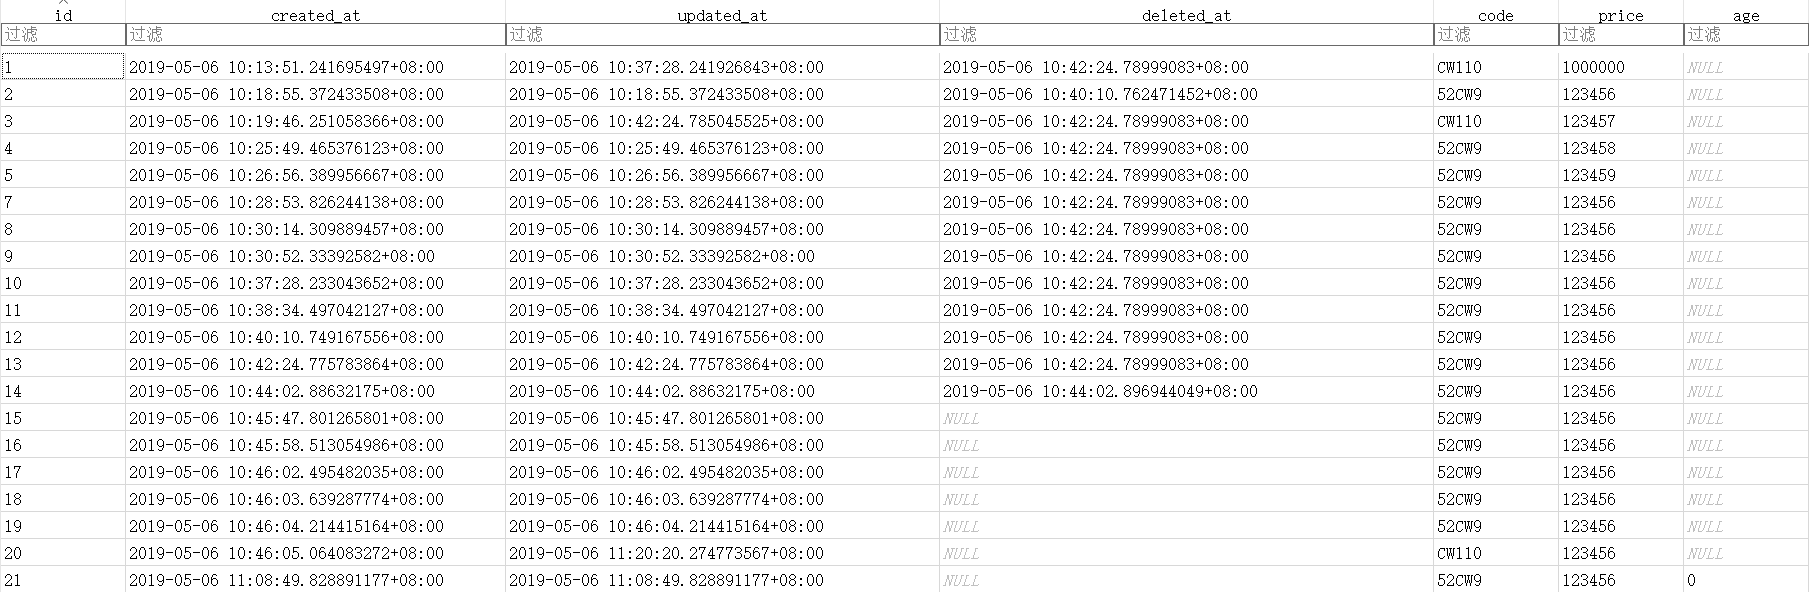 id created_at updated_at deleted_at code price age
过滤 过滤 过滤 过滤 过滤 过滤 过滤
1 2019-05-06 10:13:51.241695497+08:00 2019-05-06 10:37:28.241926843+08:00 2019-05-06 10:42:24.78999083+08:00 CW110 1000000 NULL
2 2019-05-06 10:18:55.372433508+08:00 2019-05-06 10:18:55.372433508+08:00 2019-05-06 10:40:10.762471452+08:00 52CW9 123456 NULL
3 2019-05-06 10:19:46.251058366+08:00 2019-05-06 10:42:24.785045525+08:00 2019-05-06 10:42:24.78999083+08:00 CW110 123457 NULL
4 2019-05-06 10:25:49.465376123+08:00 2019-05-06 10:25:49.465376123+08:00 2019-05-06 10:42:24.78999083+08:00 52CW9 123458 NULL
5 2019-05-06 10:26:56.389956667+08:00 2019-05-06 10:26:56.389956667+08:00 2019-05-06 10:42:24.78999083+08:00 52CW9 123459 NULL
7 2019-05-06 10:28:53.826244138+08:00 2019-05-06 10:28:53.826244138+08:00 2019-05-06 10:42:24.78999083+08:00 52CW9 123456 NULL
8 2019-05-06 10:30:14.309889457+08:00 2019-05-06 10:30:14.309889457+08:00 2019-05-06 10:42:24.78999083+08:00 52CW9 123456 NULL
9 2019-05-06 10:30:52.33392582+08:00 2019-05-06 10:30:52.33392582+08:00 2019-05-06 10:42:24.78999083+08:00 52CW9 123456 NULL
10 2019-05-06 10:37:28.233043652+08:00 2019-05-06 10:37:28.233043652+08:00 2019-05-06 10:42:24.78999083+08:00 52CW9 123456 NULL
11 2019-05-06 10:38:34.497042127+08:00 2019-05-06 10:38:34.497042127+08:00 2019-05-06 10:42:24.78999083+08:00 52CW9 123456 NULL
12 2019-05-06 10:40:10.749167556+08:00 2019-05-06 10:40:10.749167556+08:00 2019-05-06 10:42:24.78999083+08:00 52CW9 123456 NULL
13 2019-05-06 10:42:24.775783864+08:00 2019-05-06 10:42:24.775783864+08:00 2019-05-06 10:42:24.78999083+08:00 52CW9 123456 NULL
14 2019-05-06 10:44:02.88632175+08:00 2019-05-06 10:44:02.88632175+08:00 2019-05-06 10:44:02.896944049+08:00 52CW9 123456 NULL
15 2019-05-06 10:45:47.801265801+08:00 2019-05-06 10:45:47.801265801+08:00 NULL 52CW9 123456 NULL
16 2019-05-06 10:45:58.513054986+08:00 2019-05-06 10:45:58.513054986+08:00 NULL 52CW9 123456 NULL
17 2019-05-06 10:46:02.495482035+08:00 2019-05-06 10:46:02.495482035+08:00 NULL 52CW9 123456 NULL
18 2019-05-06 10:46:03.639287774+08:00 2019-05-06 10:46:03.639287774+08:00 NULL 52CW9 123456 NULL
19 2019-05-06 10:46:04.214415164+08:00 2019-05-06 10:46:04.214415164+08:00 NULL 52CW9 123456 NULL
20 2019-05-06 10:46:05.064083272+08:00 2019-05-06 11:20:20.274773567+08:00 NULL CW110 123456 NULL
21 2019-05-06 11:08:49.828891177+08:00 2019-05-06 11:08:49.828891177+08:00 NULL 52CW9 123456 0